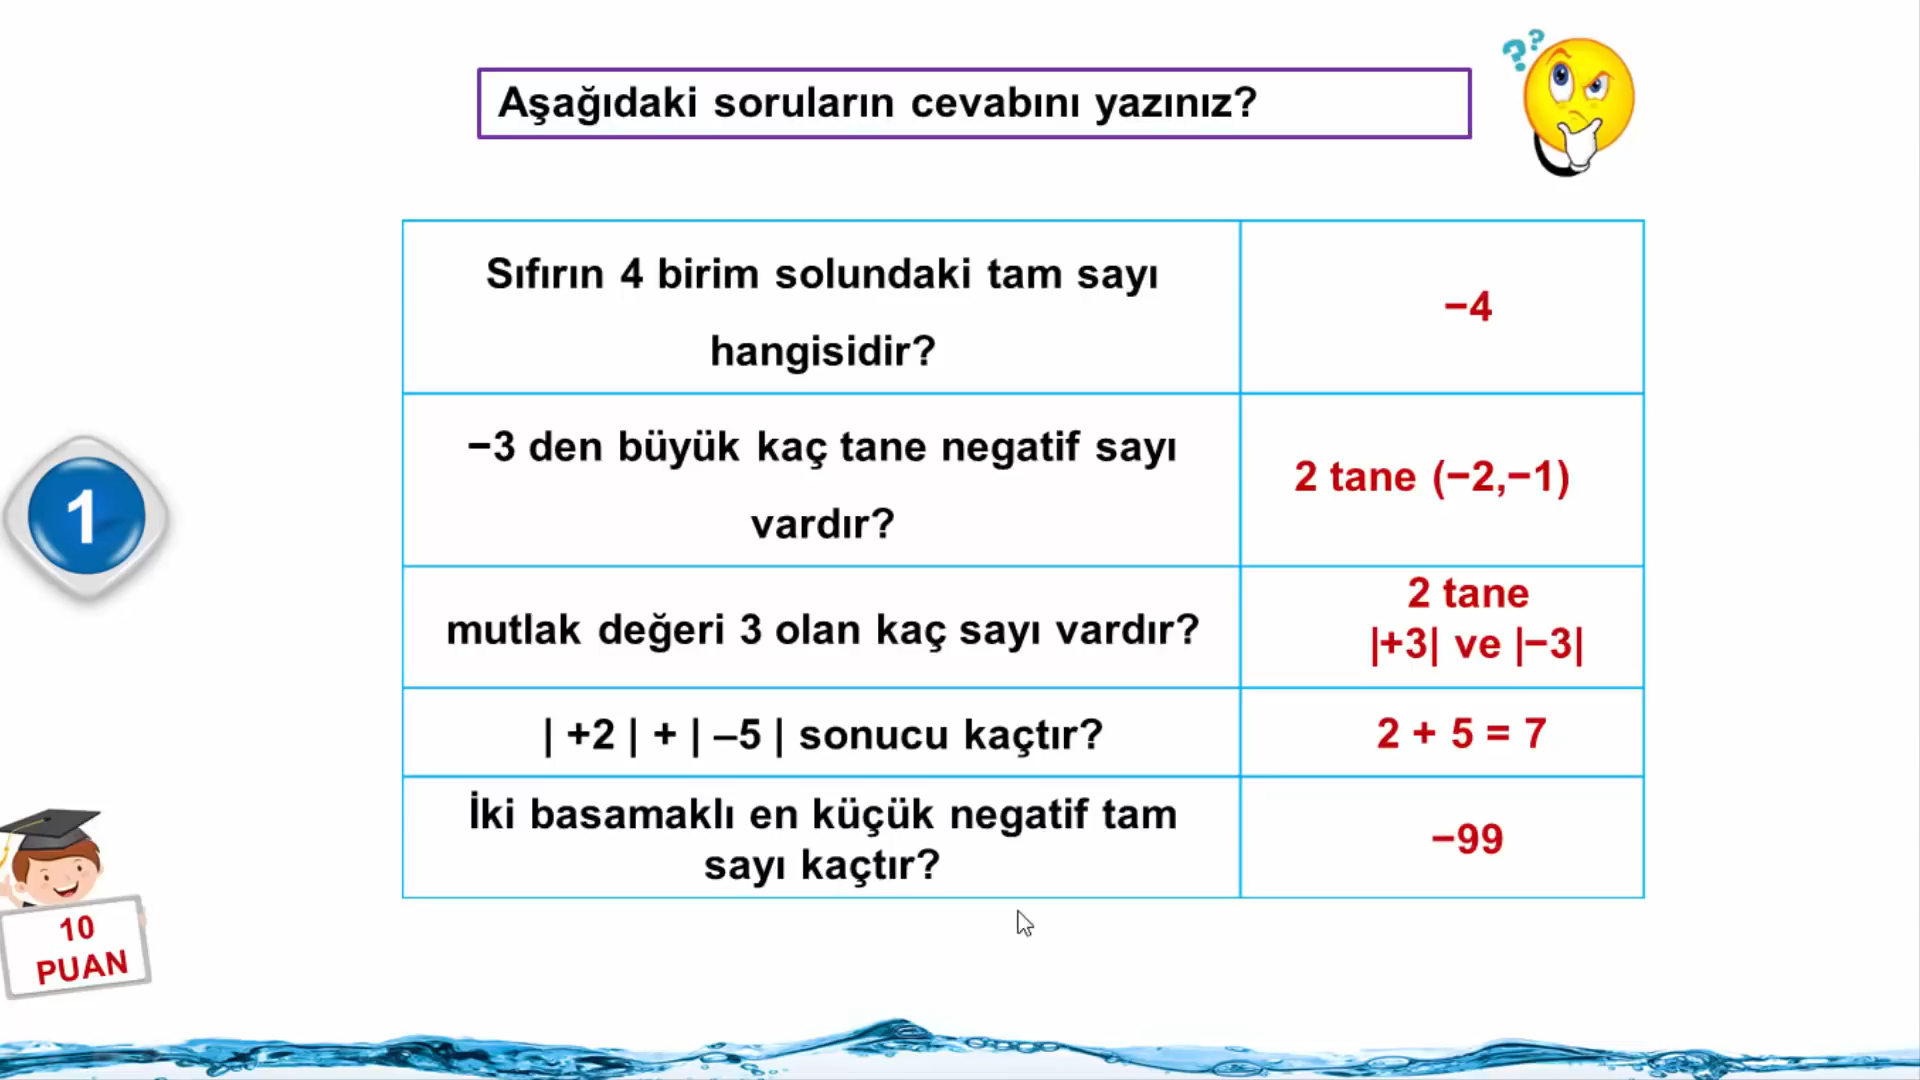 Aşağıdaki soruların cevabını yazınız?
??
Sıfırın 4 birim solundaki tam sayı
hangisidir?
−4
−3 den büyük kaç tane negatif sayı
vardır?
2 tane (−2,−1)
mutlak değeri 3 olan kaç sayı vardır?
2 tane
|+3| ve |−3|
| +2 | + | –5 | sonucu kaçtır?
2 + 5 = 7
İki basamaklı en küçük negatif tam
sayı kaçtır?
−99
1
10
PUAN